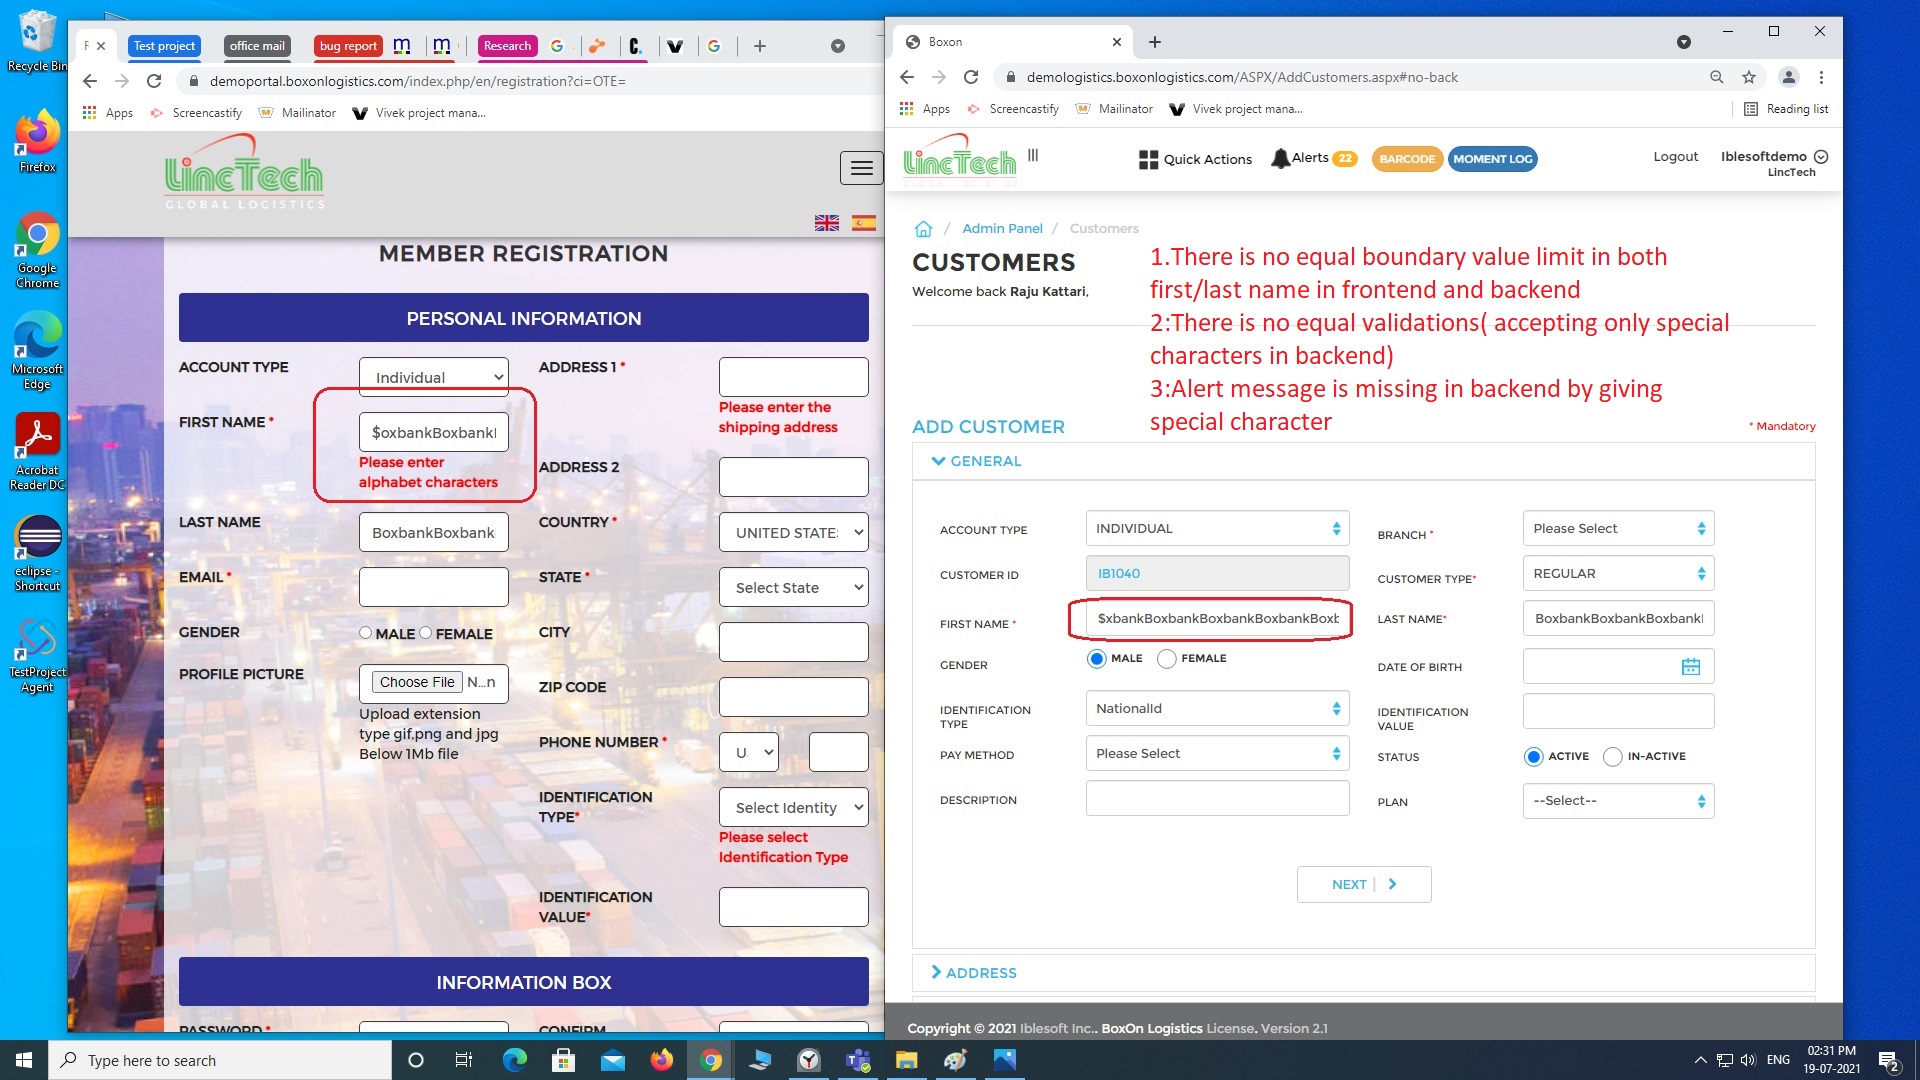 Recycle Bin
Firefox
Google
Chrome
Microsoft
Edge
Acrobat
Reader DC
eclipse -
Shortcut
TestProject
Agent
Test project
office mail
bug report
Research
demoportal.boxonlogistics.com/index.php/en/registration?ci=OTE=
Apps
Screencastify
Mailinator
Vivek project mana...
LincTech
GLOBAL LOGISTICS
MEMBER REGISTRATION
PERSONAL INFORMATION
ACCOUNT TYPE
Individual
ADDRESS 1 *
Please enter the
shipping address
FIRST NAME *
$oxbankBoxbankl
Please enter
alphabet characters
ADDRESS 2
LAST NAME
BoxbankBoxbank
COUNTRY *
UNITED STATE
EMAIL *
STATE *
Select State
GENDER
MALE
FEMALE
CITY
PROFILE PICTURE
Choose File
N...n
Upload extension
type gif,png and jpg
Below 1Mb file
ZIP CODE
PHONE NUMBER *
U
IDENTIFICATION
TYPE*
Select Identity
Please select
Identification Type
IDENTIFICATION
VALUE*
INFORMATION BOX
PASSWORD *
CONFIRM
Boxon
demologistics.boxonlogistics.com/ASPX/AddCustomers.aspx#no-back
Apps
Screencastify
Mailinator
Vivek project mana...
Reading list
LincTech
Quick Actions
Alerts
22
BARCODE
MOMENT LOG
Logout
Iblesoftdemo
LincTech
/ Admin Panel / Customers
CUSTOMERS
Welcome back Raju Kattari,
1.There is no equal boundary value limit in both
first/last name in frontend and backend
2:There is no equal validations( accepting only special
characters in backend)
3:Alert message is missing in backend by giving
special character
ADD CUSTOMER
* Mandatory
GENERAL
ACCOUNT TYPE
INDIVIDUAL
BRANCH *
Please Select
CUSTOMER ID
IB1040
CUSTOMER TYPE*
REGULAR
FIRST NAME *
$xbankBoxbankBoxbankBoxbankBoxb
LAST NAME*
BoxbankBoxbankBoxbankl
GENDER
MALE
FEMALE
DATE OF BIRTH
IDENTIFICATION
TYPE
NationalId
IDENTIFICATION
VALUE
PAY METHOD
Please Select
STATUS
ACTIVE
IN-ACTIVE
DESCRIPTION
PLAN
--Select--
NEXT
ADDRESS
Copyright © 2021 Iblesoft Inc.. BoxOn Logistics License. Version 2.1
Type here to search
ENG
02:31 PM
19-07-2021
2